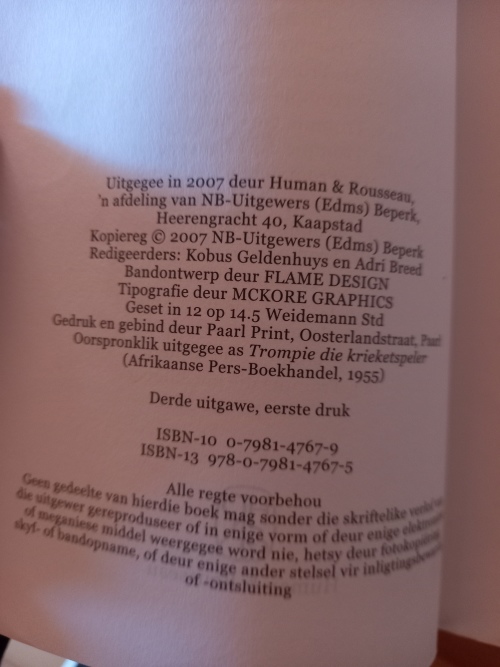 Uitgegee in 2007 deur Human & Rousseau,
'n afdeling van NB-Uitgewers (Edms) Beperk,
Heerengracht 40, Kaapstad
Kopiereg © 2007 NB-Uitgewers (Edms) Beperk
Redigeerders: Kobus Geldenhuys en Adri Breed
Bandontwerp deur FLAME DESIGN
Tipografie deur MCKORE GRAPHICS
Geset in 12 op 14.5 Weidemann Std
Gedruk en gebind deur Paarl Print, Oosterlandstraat, Paarl
Oorspronklik uitgegee as Trompie die krieketspeler
(Afrikaanse Pers-Boekhandel, 1955)
Derde uitgawe, eerste druk
ISBN-10 0-7981-4767-9
ISBN-13 978-0-7981-4767-5
Alle regte voorbehou
Geen gedeelte van hierdie boek mag sonder die skriftelike
die uitgewer gereproduseer of in enige vorm of deur enige
of meganiese middel weergegee word nie, hetsy deur
skyf- of bandopname, of deur enige ander stelsel vir
of -ontsluiting